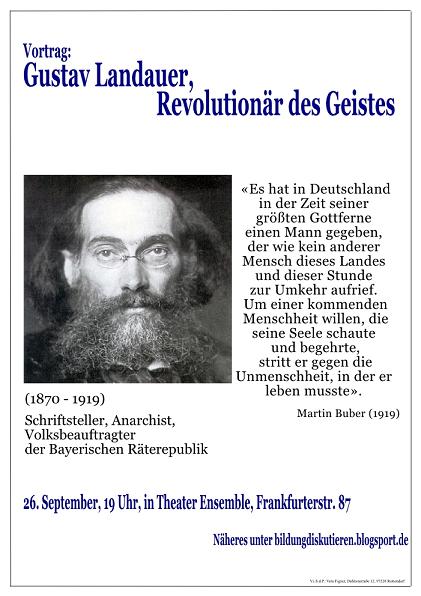 Vortrag:
Gustav Landauer,
Revolutionär des Geistes
«Es hat in Deutschland
in der Zeit seiner
größten Gottferne
einen Mann gegeben,
der wie kein anderer
Mensch dieses Landes
und dieser Stunde
zur Umkehr aufrief.
Um einer kommenden
Menschheit willen, die
seine Seele schaute
und begehrte,
stritt er gegen die
Unmenschheit, in der er
leben musste».
Martin Buber (1919)
(1870 - 1919)
Schriftsteller, Anarchist,
Volksbeauftragter
der Bayerischen Räterepublik
26. September, 19 Uhr, in Theater Ensemble, Frankfurterstr. 87
Näheres unter bildungdiskutieren.blogsport.de